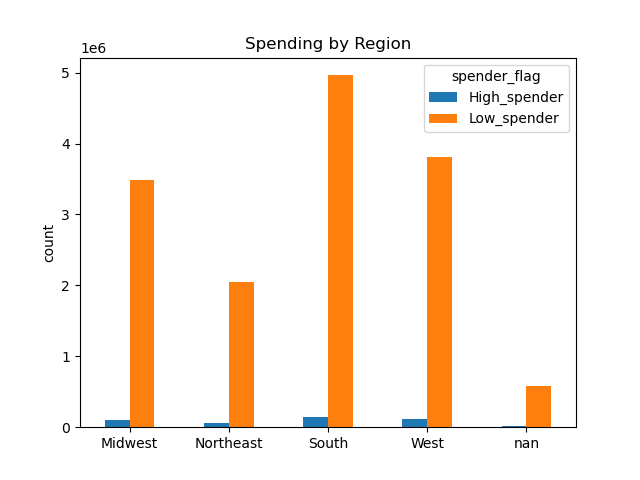 Spending by Region
1e6
spender_flag
High_spender
Low_spender
5
4
3
2
1
0
count
Midwest Northeast South West nan